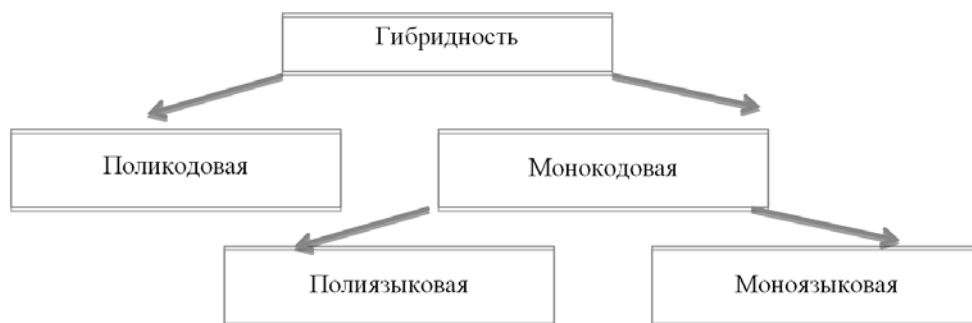 Гибридность
Поликодовая
Монокодовая
Полиязыковая
Моноязыковая